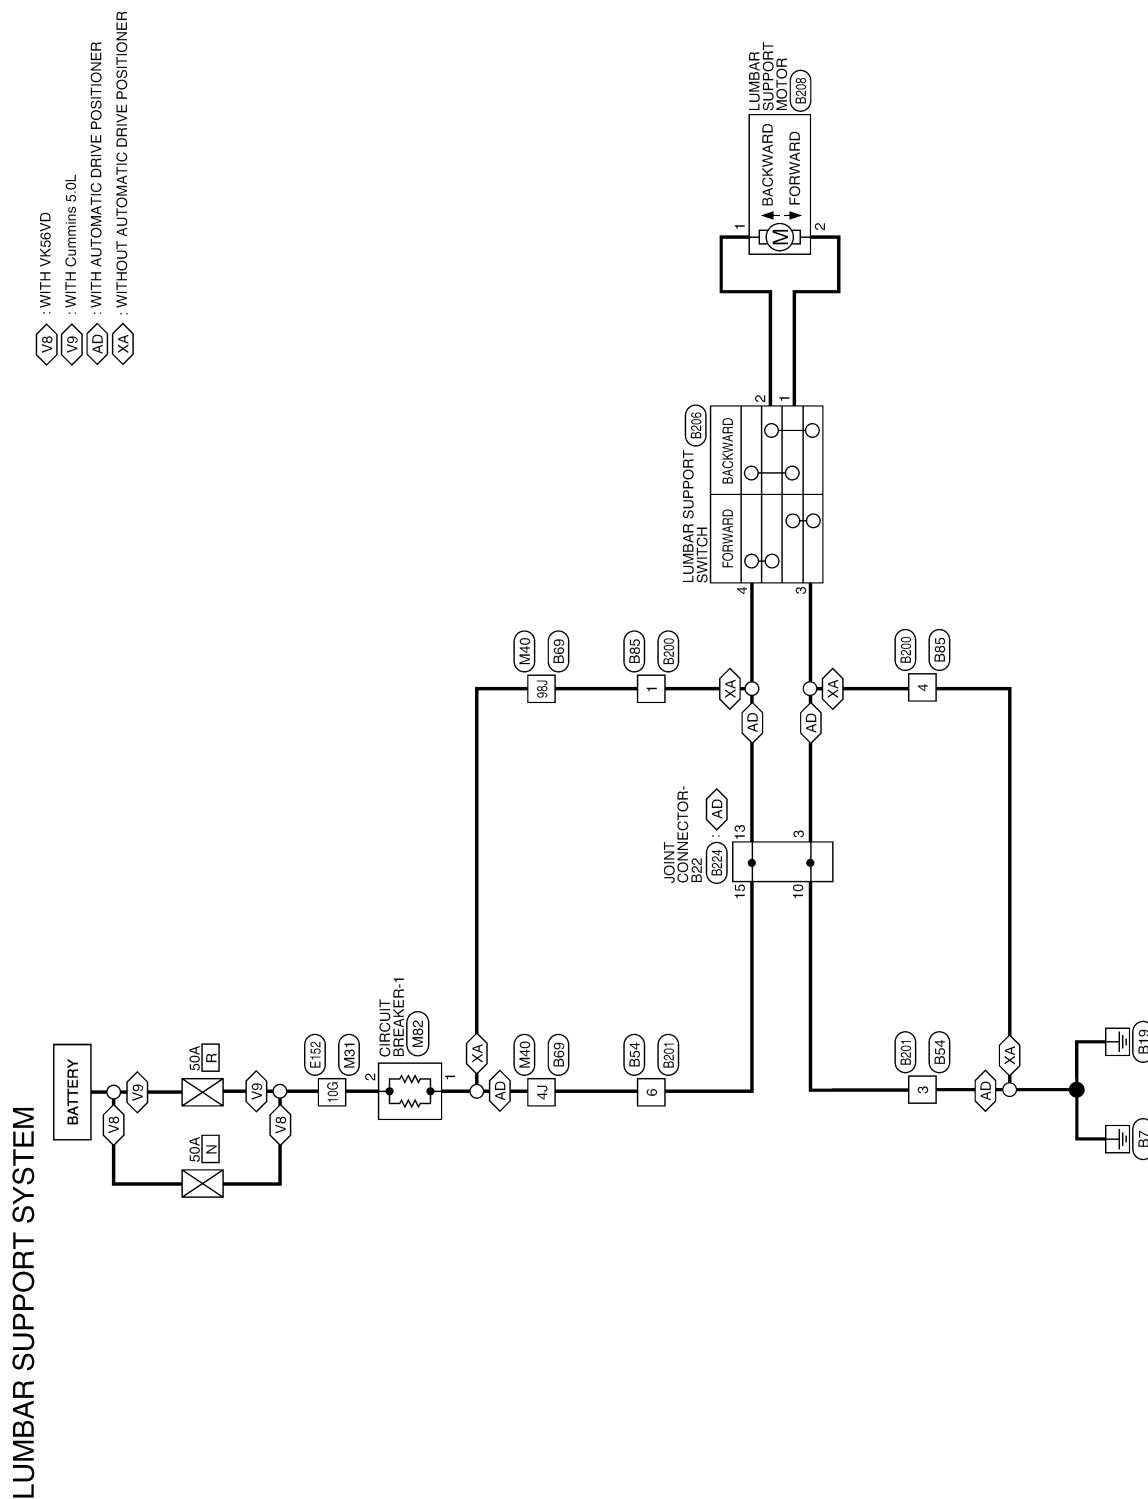 LUMBAR SUPPORT SYSTEM
V8 : WITH VK56VD
V9 : WITH Cummins 5.0L
AD : WITH AUTOMATIC DRIVE POSITIONER
XA : WITHOUT AUTOMATIC DRIVE POSITIONER
BATTERY
V8
V9
50A
N
50A
R
V8
V9
10G
E152
M31
2
CIRCUIT
BREAKER-1
M82
1
XA
AD
4J
M40
B69
98J
M40
B69
6
B54
B201
1
B85
B200
JOINT
CONNECTOR-
B22
B224 : AD
15
13
10
3
XA
AD
AD
XA
4
3
LUMBAR SUPPORT
SWITCH
B206
FORWARD
BACKWARD
2
1
LUMBAR
SUPPORT
MOTOR
B208
1
M
BACKWARD
FORWARD
2
3
B201
B54
4
B200
B85
AD
XA
B7
B19